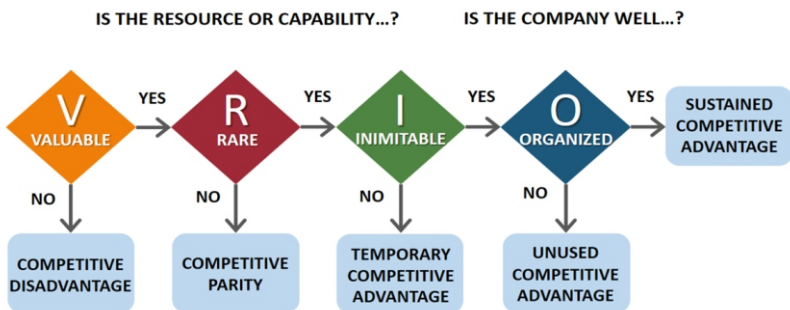 IS THE RESOURCE OR CAPABILITY...?
IS THE COMPANY WELL...?
V
VALUABLE
YES
R
RARE
YES
I
INIMITABLE
YES
O
ORGANIZED
YES
SUSTAINED
COMPETITIVE
ADVANTAGE
NO
NO
NO
NO
COMPETITIVE
DISADVANTAGE
COMPETITIVE
PARITY
TEMPORARY
COMPETITIVE
ADVANTAGE
UNUSED
COMPETITIVE
ADVANTAGE